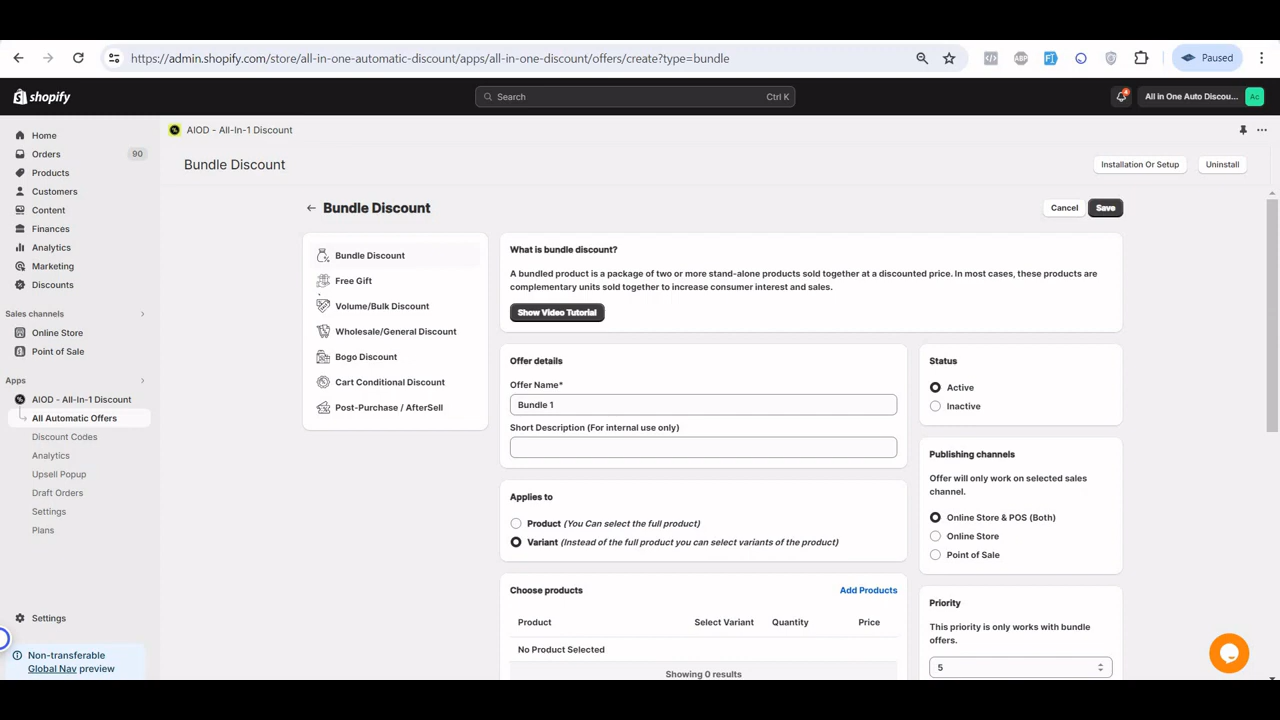 https://admin.shopify.com/store/all-in-one-automatic-discount/apps/all-in-one-discount/offers/create?type=bundle
ABP
Paused
shopify
Search
Ctrl K
4
All in One Auto Discou...
Ac
Home
Orders
90
Products
Customers
Content
Finances
Analytics
Marketing
Discounts
Sales channels
Online Store
Point of Sale
Apps
AIOD - All-In-1 Discount
All Automatic Offers
Discount Codes
Analytics
Upsell Popup
Draft Orders
Settings
Plans
Settings
Non-transferable
Global Nav preview
AIOD - All-In-1 Discount
Bundle Discount
Installation Or Setup
Uninstall
Bundle Discount
Cancel
Save
Bundle Discount
Free Gift
Volume/Bulk Discount
Wholesale/General Discount
Bogo Discount
Cart Conditional Discount
Post-Purchase / AfterSell
What is bundle discount?
A bundled product is a package of two or more stand-alone products sold together at a discounted price. In most cases, these products are
complementary units sold together to increase consumer interest and sales.
Show Video Tutorial
Offer details
Offer Name*
Bundle 1
Short Description (For internal use only)
Applies to
Product (You Can select the full product)
Variant (Instead of the full product you can select variants of the product)
Choose products
Add Products
Product
Select Variant
Quantity
Price
No Product Selected
Showing 0 results
Status
Active
Inactive
Publishing channels
Offer will only work on selected sales
channel.
Online Store & POS (Both)
Online Store
Point of Sale
Priority
This priority is only works with bundle
offers.
5